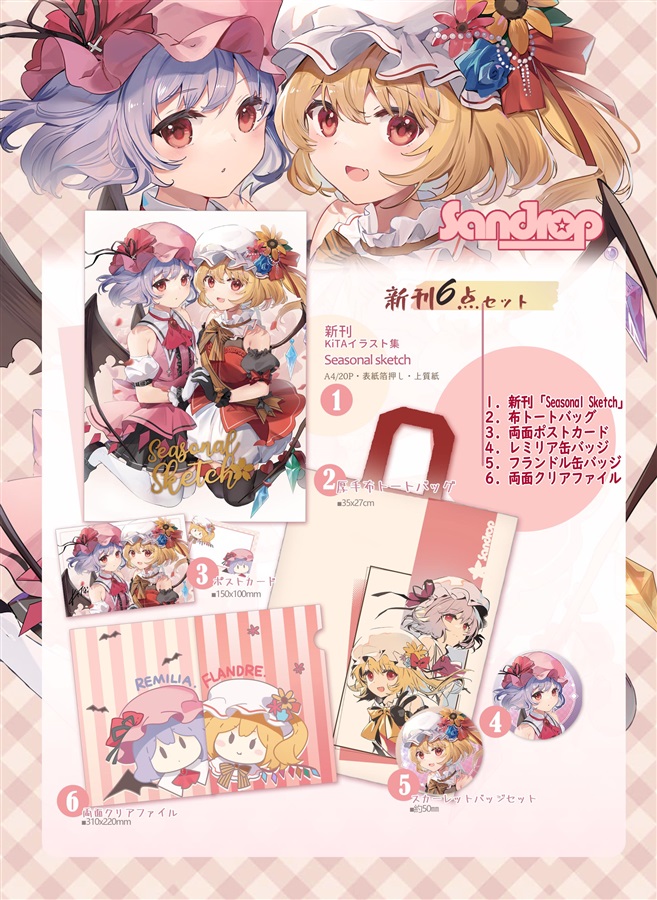 Sandrop
新刊6点セット
新刊
KiTAイラスト集
Seasonal sketch
A4/20P・表紙箔押し・上質紙
1
1. 新刊「Seasonal Sketch」
2. 布トートバッグ
3. 両面ポストカード
4. レミリア缶バッジ
5. フランドル缶バッジ
6. 両面クリアファイル
Seasonal
Sketch
2
厚手布トートバッグ
■35x27cm
Sandrop
3
ポストカード
■150x100mm
REMILIA.
FLANDRE.
4
5
スカーレットバッジセット
■約50mm
6
両面クリアファイル
■310x220mm